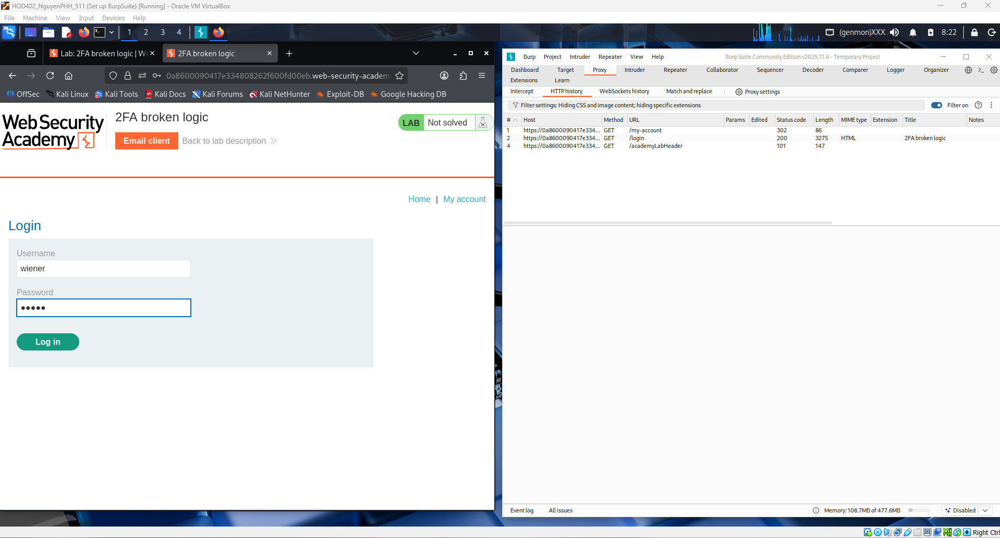 HOD402_NguyenPHH_511 (Set up BurpSuite) [Running] - Oracle VM VirtualBox
File Machine View Input Devices Help
1 2 3 4 (genmon)XXX 8:22
Lab: 2FA broken logic | We
2FA broken logic
0a8600090417e334808262f600fd00eb.web-security-academ
OffSec Kali Linux Kali Tools Kali Docs Kali Forums Kali NetHunter Exploit-DB Google Hacking DB
Web Security Academy
2FA broken logic
Email client Back to lab description
LAB Not solved
Home | My account
Login
Username
wiener
Password
•••••
Log in
Burp Project Intruder Repeater View Help Burp Suite Community Edition v2025.11.6 - Temporary Project
Dashboard Target Proxy Intruder Repeater Collaborator Sequencer Decoder Comparer Logger Organizer
Extensions Learn
Intercept HTTP history WebSockets history Match and replace Proxy settings
Filter settings: Hiding CSS and image content; hiding specific extensions Filter on
# Host Method URL Params Edited Status code Length MIME type Extension Title Notes
1 https://0a8600090417e334... GET /my-account 302 86
2 https://0a8600090417e334... GET /login 200 3275 HTML 2FA broken logic
4 https://0a8600090417e334... GET /academyLabHeader 101 147
Event log All issues Memory: 108.7MB of 477.6MB Disabled
Right Ctrl